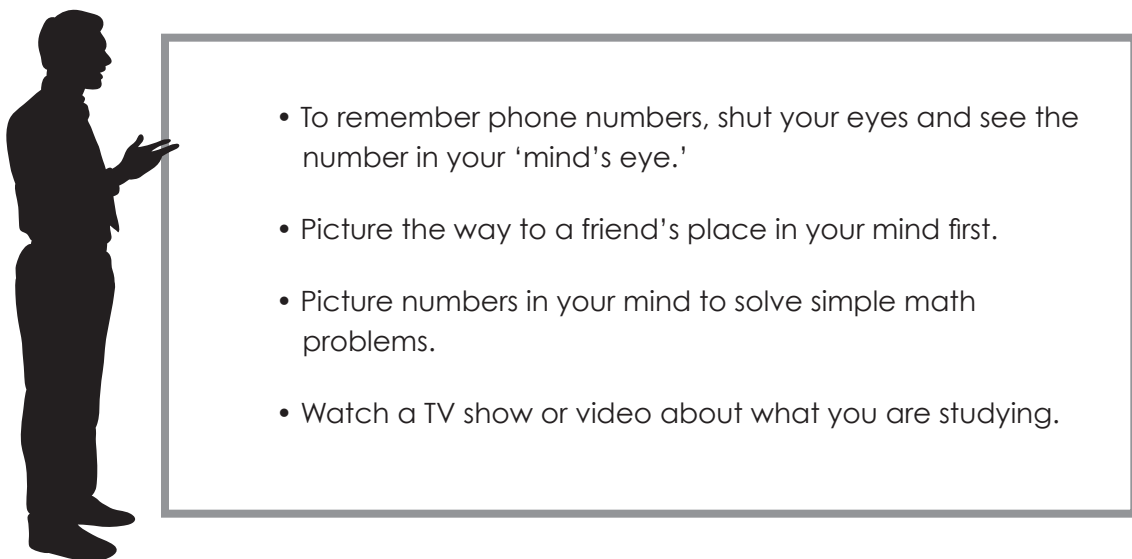 • To remember phone numbers, shut your eyes and see the
number in your ‘mind’s eye.’
• Picture the way to a friend’s place in your mind first.
• Picture numbers in your mind to solve simple math
problems.
• Watch a TV show or video about what you are studying.